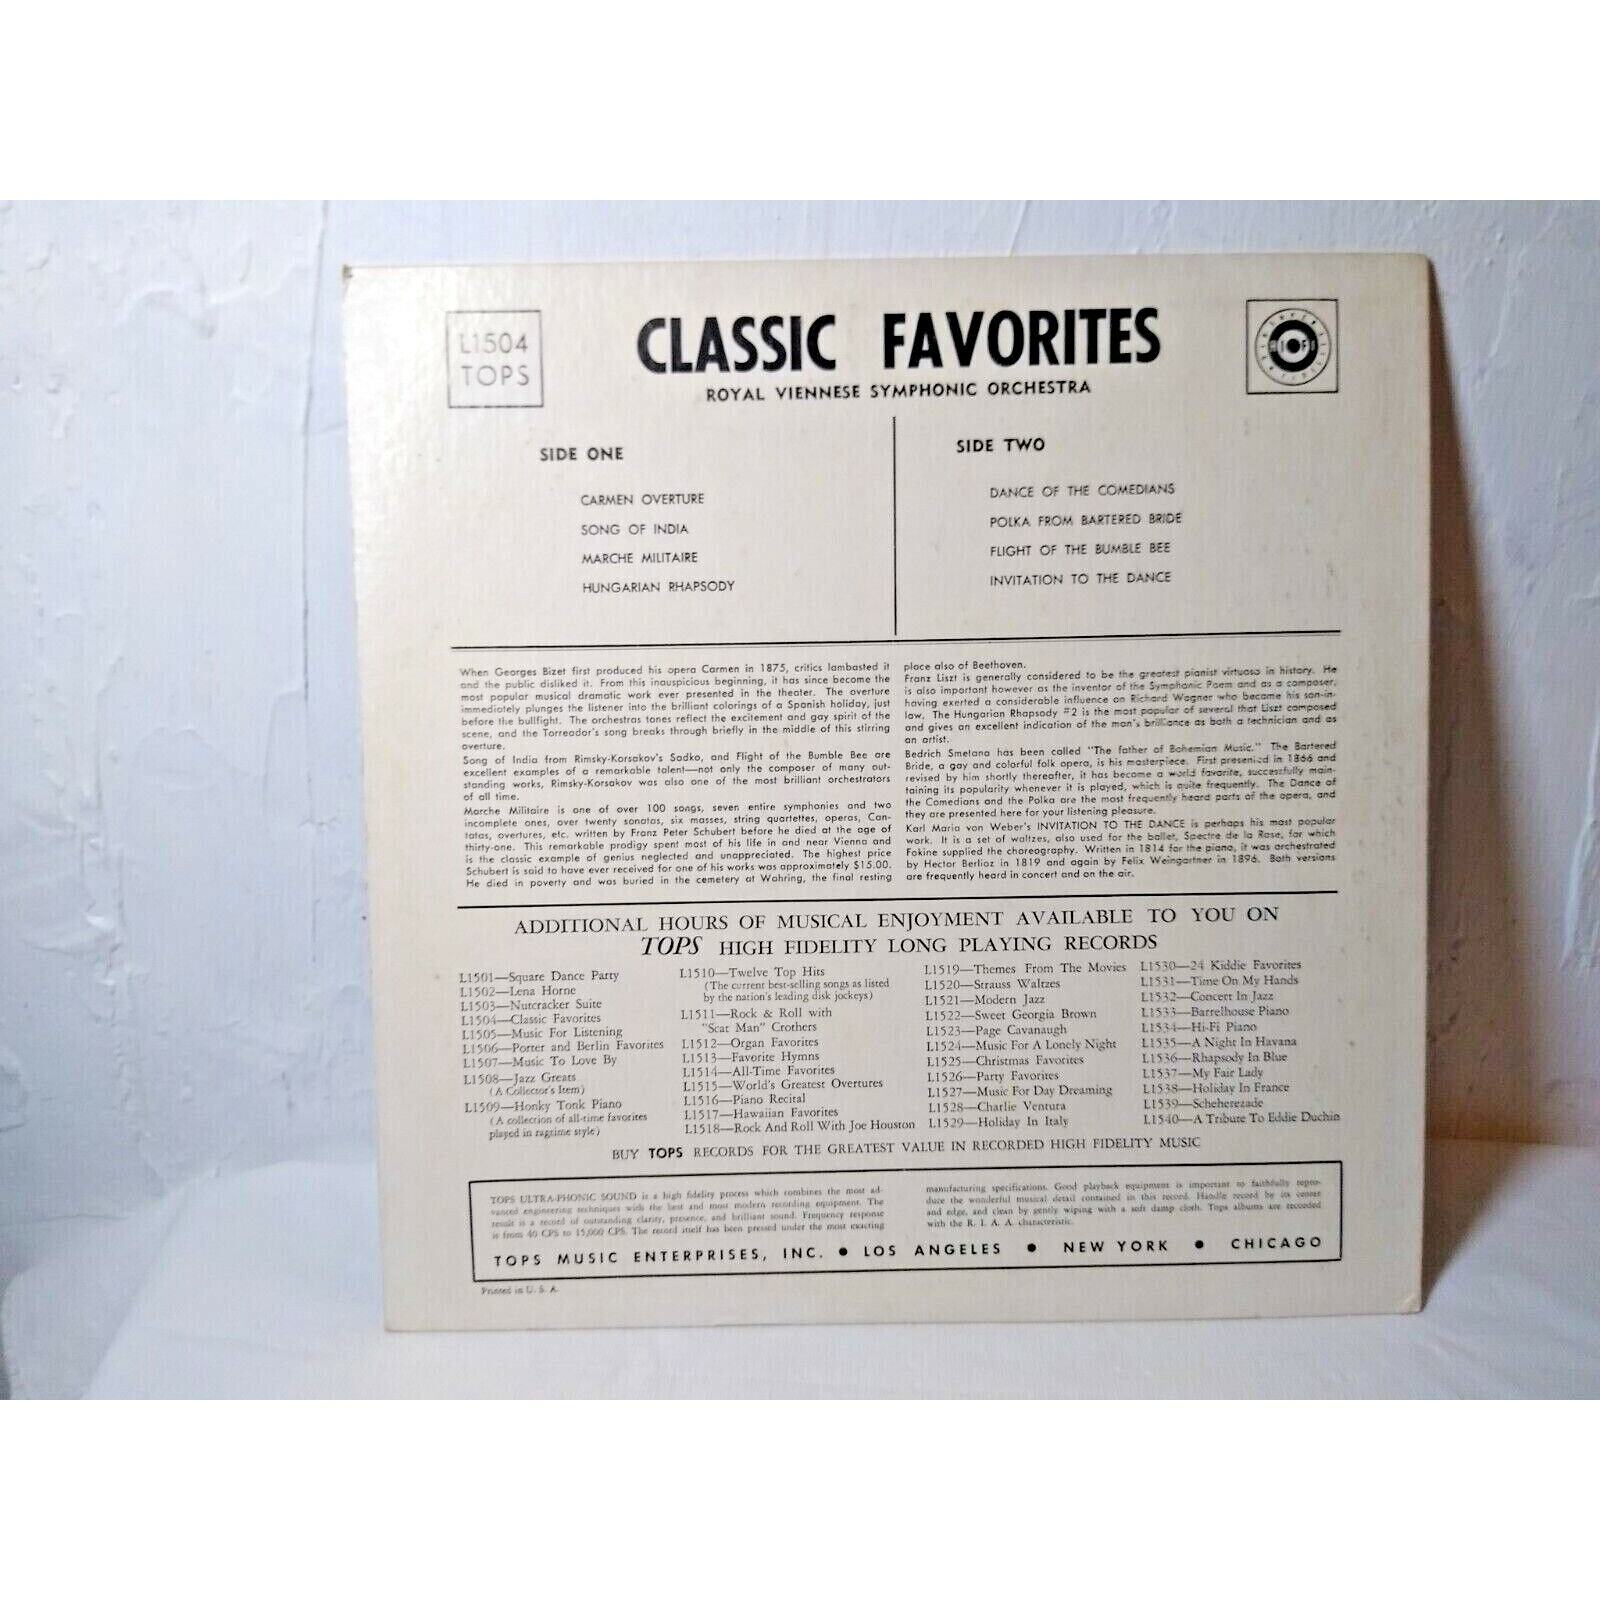 L1504
TOPS
CLASSIC FAVORITES
ROYAL VIENNESE SYMPHONIC ORCHESTRA
HI FI
SIDE ONE
CARMEN OVERTURE
SONG OF INDIA
MARCHE MILITAIRE
HUNGARIAN RHAPSODY
SIDE TWO
DANCE OF THE COMEDIANS
POLKA FROM BARTERED BRIDE
FLIGHT OF THE BUMBLE BEE
INVITATION TO THE DANCE
When Georges Bizet first produced his opera Carmen in 1875, critics lambasted it
and the public disliked it. From this inauspicious beginning, it has since become the
most popular musical dramatic work ever presented in the theater. The overture
immediately plunges the listener into the brilliant colorings of a Spanish holiday, just
before the bullfight. The orchestras tones reflect the excitement and gay spirit of the
scene, and the Torreador's song breaks through briefly in the middle of this stirring
overture.
Song of India from Rimsky-Korsakov's Sadko, and Flight of the Bumble Bee are
excellent examples of a remarkable talent—not only the composer of many out-
standing works, Rimsky-Korsakov was also one of the most brilliant orchestrators
of all time.
Marche Militaire is one of over 100 songs, seven entire symphonies and two
incomplete ones, over twenty sonatas, six masses, string quartettes, operas, Can-
tatas, overtures, etc. written by Franz Peter Schubert before he died at the age of
thirty-one. This remarkable prodigy spent most of his life in and near Vienna and
is the classic example of genius neglected and unappreciated. The highest price
Schubert is said to have ever received for one of his works was approximately $15.00.
He died in poverty and was buried in the cemetery at Wahring, the final resting
place also of Beethoven.
Franz Liszt is generally considered to be the greatest pianist virtuoso in history. He
is also important however as the inventor of the Symphonic Poem and as a composer,
having exerted a considerable influence on Richard Wagner who became his son-in-
law. The Hungarian Rhapsody #2 is the most popular of several that Liszt composed
and gives an excellent indication of the man's brilliance as both a technician and as
an artist.
Bedrich Smetana has been called "The father of Bohemian Music." The Bartered
Bride, a gay and colorful folk opera, is his masterpiece. First presented in 1866 and
revised by him shortly thereafter, it has become a world favorite, successfully main-
taining its popularity whenever it is played, which is quite frequently. The Dance of
the Comedians and the Polka are the most frequently heard parts of the opera, and
they are presented here for your listening pleasure.
Karl Maria von Weber's INVITATION TO THE DANCE is perhaps his most popular
work. It is a set of waltzes, also used for the ballet, Spectre de la Rose, for which
Fokine supplied the choreography. Written in 1814 for the piano, it was orchestrated
by Hector Berlioz in 1819 and again by Felix Weingartner in 1896. Both versions
are frequently heard in concert and on the air.
ADDITIONAL HOURS OF MUSICAL ENJOYMENT AVAILABLE TO YOU ON
TOPS HIGH FIDELITY LONG PLAYING RECORDS
L1501—Square Dance Party
L1502—Lena Horne
L1503—Nutcracker Suite
L1504—Classic Favorites
L1505—Music For Listening
L1506—Porter and Berlin Favorites
L1507—Music To Love By
L1508—Jazz Greats
(A Collector's Item)
L1509—Honky Tonk Piano
(A collection of all-time favorites
played in ragtime style)
L1510—Twelve Top Hits
(The current best-selling songs as listed
by the nation's leading disk jockeys)
L1511—Rock & Roll with
"Scat Man" Crothers
L1512—Organ Favorites
L1513—Favorite Hymns
L1514—All-Time Favorites
L1515—World's Greatest Overtures
L1516—Piano Recital
L1517—Hawaiian Favorites
L1518—Rock And Roll With Joe Houston
L1519—Themes From The Movies
L1520—Strauss Waltzes
L1521—Modern Jazz
L1522—Sweet Georgia Brown
L1523—Page Cavanaugh
L1524—Music For A Lonely Night
L1525—Christmas Favorites
L1526—Party Favorites
L1527—Music For Day Dreaming
L1528—Charlie Ventura
L1529—Holiday In Italy
L1530—24 Kiddie Favorites
L1531—Time On My Hands
L1532—Concert In Jazz
L1533—Barrelhouse Piano
L1534—Hi-Fi Piano
L1535—A Night In Havana
L1536—Rhapsody In Blue
L1537—My Fair Lady
L1538—Holiday In France
L1539—Scheherezade
L1540—A Tribute To Eddie Duchin
BUY TOPS RECORDS FOR THE GREATEST VALUE IN RECORDED HIGH FIDELITY MUSIC
TOPS ULTRA-PHONIC SOUND is a high fidelity process which combines the most ad-
vanced engineering techniques with the best and most modern recording equipment. The
result is a record of outstanding clarity, presence, and brilliant sound. Frequency response
is from 40 CPS to 15,000 CPS. The record itself has been pressed under the most exacting
manufacturing specifications. Good playback equipment is important to faithfully repro-
duce the wonderful musical detail contained in this record. Handle record by its center
and edge, and clean by gently wiping with a soft damp cloth. Tops albums are recorded
with the R. I. A. A. characteristic.
TOPS MUSIC ENTERPRISES, INC. ● LOS ANGELES ● NEW YORK ● CHICAGO
Printed in U. S. A.